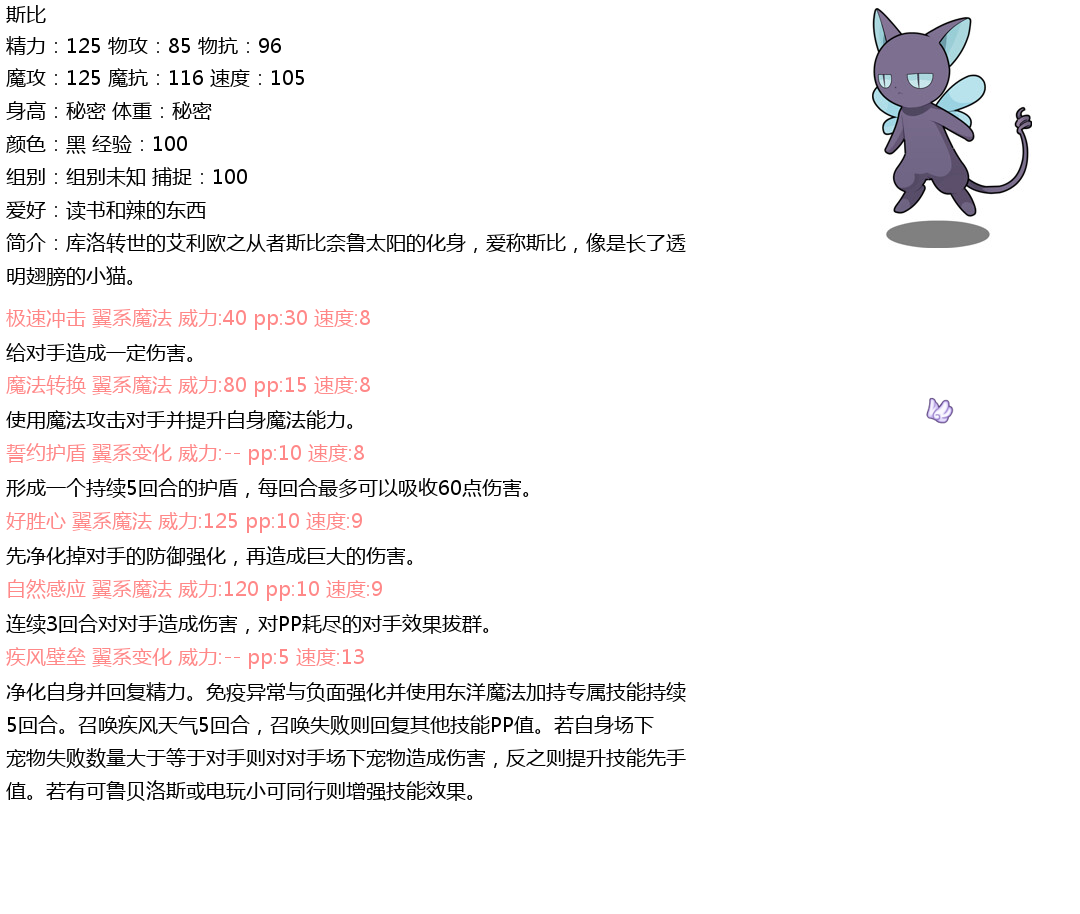 斯比
精力：125 物攻：85 物抗：96
魔攻：125 魔抗：116 速度：105
身高：秘密 体重：秘密
颜色：黑 经验：100
组别：组别未知 捕捉：100
爱好：读书和辣的东西
简介：库洛转世的艾利欧之从者斯比奈鲁太阳的化身，爱称斯比，像是长了透
明翅膀的小猫。
极速冲击 翼系魔法 威力:40 pp:30 速度:8
给对手造成一定伤害。
魔法转换 翼系魔法 威力:80 pp:15 速度:8
使用魔法攻击对手并提升自身魔法能力。
誓约护盾 翼系变化 威力:-- pp:10 速度:8
形成一个持续5回合的护盾，每回合最多可以吸收60点伤害。
好胜心 翼系魔法 威力:125 pp:10 速度:9
先净化掉对手的防御强化，再造成巨大的伤害。
自然感应 翼系魔法 威力:120 pp:10 速度:9
连续3回合对对手造成伤害，对PP耗尽的对手效果拔群。
疾风壁垒 翼系变化 威力:-- pp:5 速度:13
净化自身并回复精力。免疫异常与负面强化并使用东洋魔法加持专属技能持续
5回合。召唤疾风天气5回合，召唤失败则回复其他技能PP值。若自身场下
宠物失败数量大于等于对手则对对手场下宠物造成伤害，反之则提升技能先手
值。若有可鲁贝洛斯或电玩小可同行则增强技能效果。